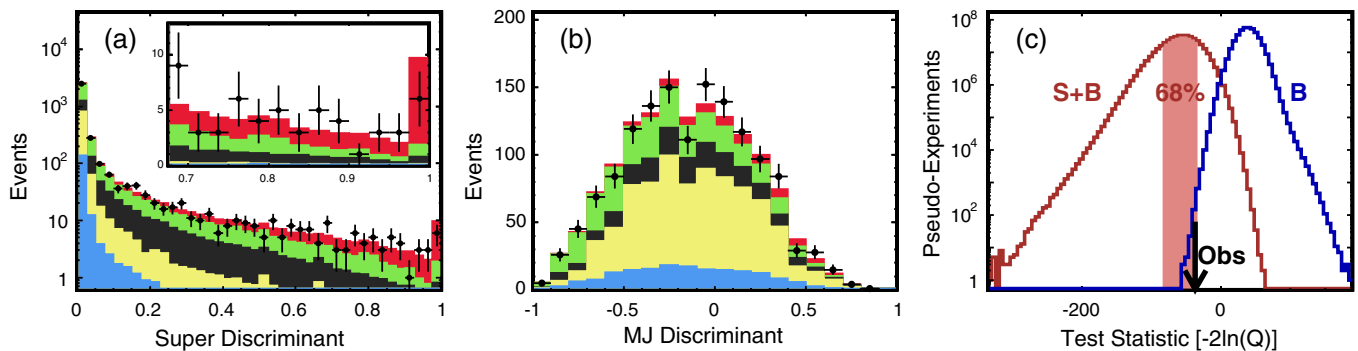 (a)
Events
10⁴
10³
10²
10
1
0 0.2 0.4 0.6 0.8 1
Super Discriminant
10
5
0
0.7 0.8 0.9 1
(b)
Events
200
150
100
50
0
-1 -0.5 0 0.5 1
MJ Discriminant
(c)
Pseudo-Experiments
10⁸
10⁶
10⁴
10²
1
S+B 68% B
Obs
-200 0
Test Statistic [-2ln(Q)]